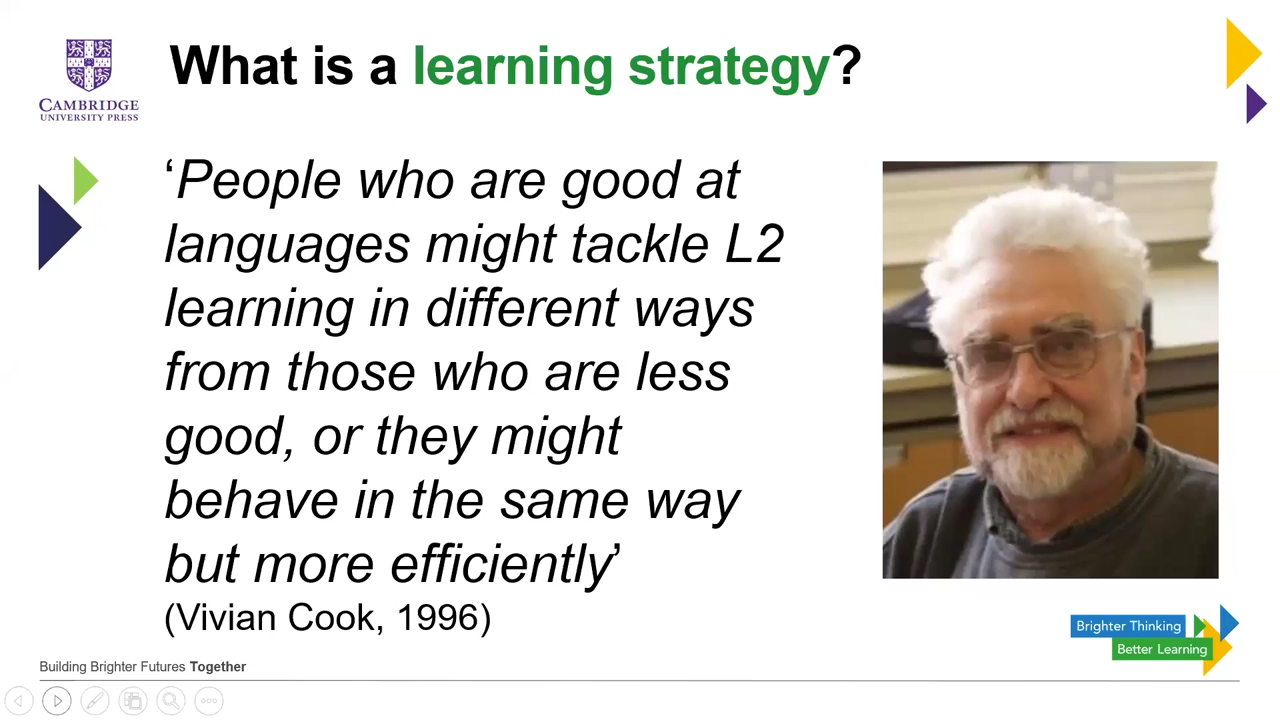 What is a learning strategy?
CAMBRIDGE
UNIVERSITY PRESS
‘People who are good at
languages might tackle L2
learning in different ways
from those who are less
good, or they might
behave in the same way
but more efficiently’
(Vivian Cook, 1996)
Brighter Thinking
Better Learning
Building Brighter Futures Together